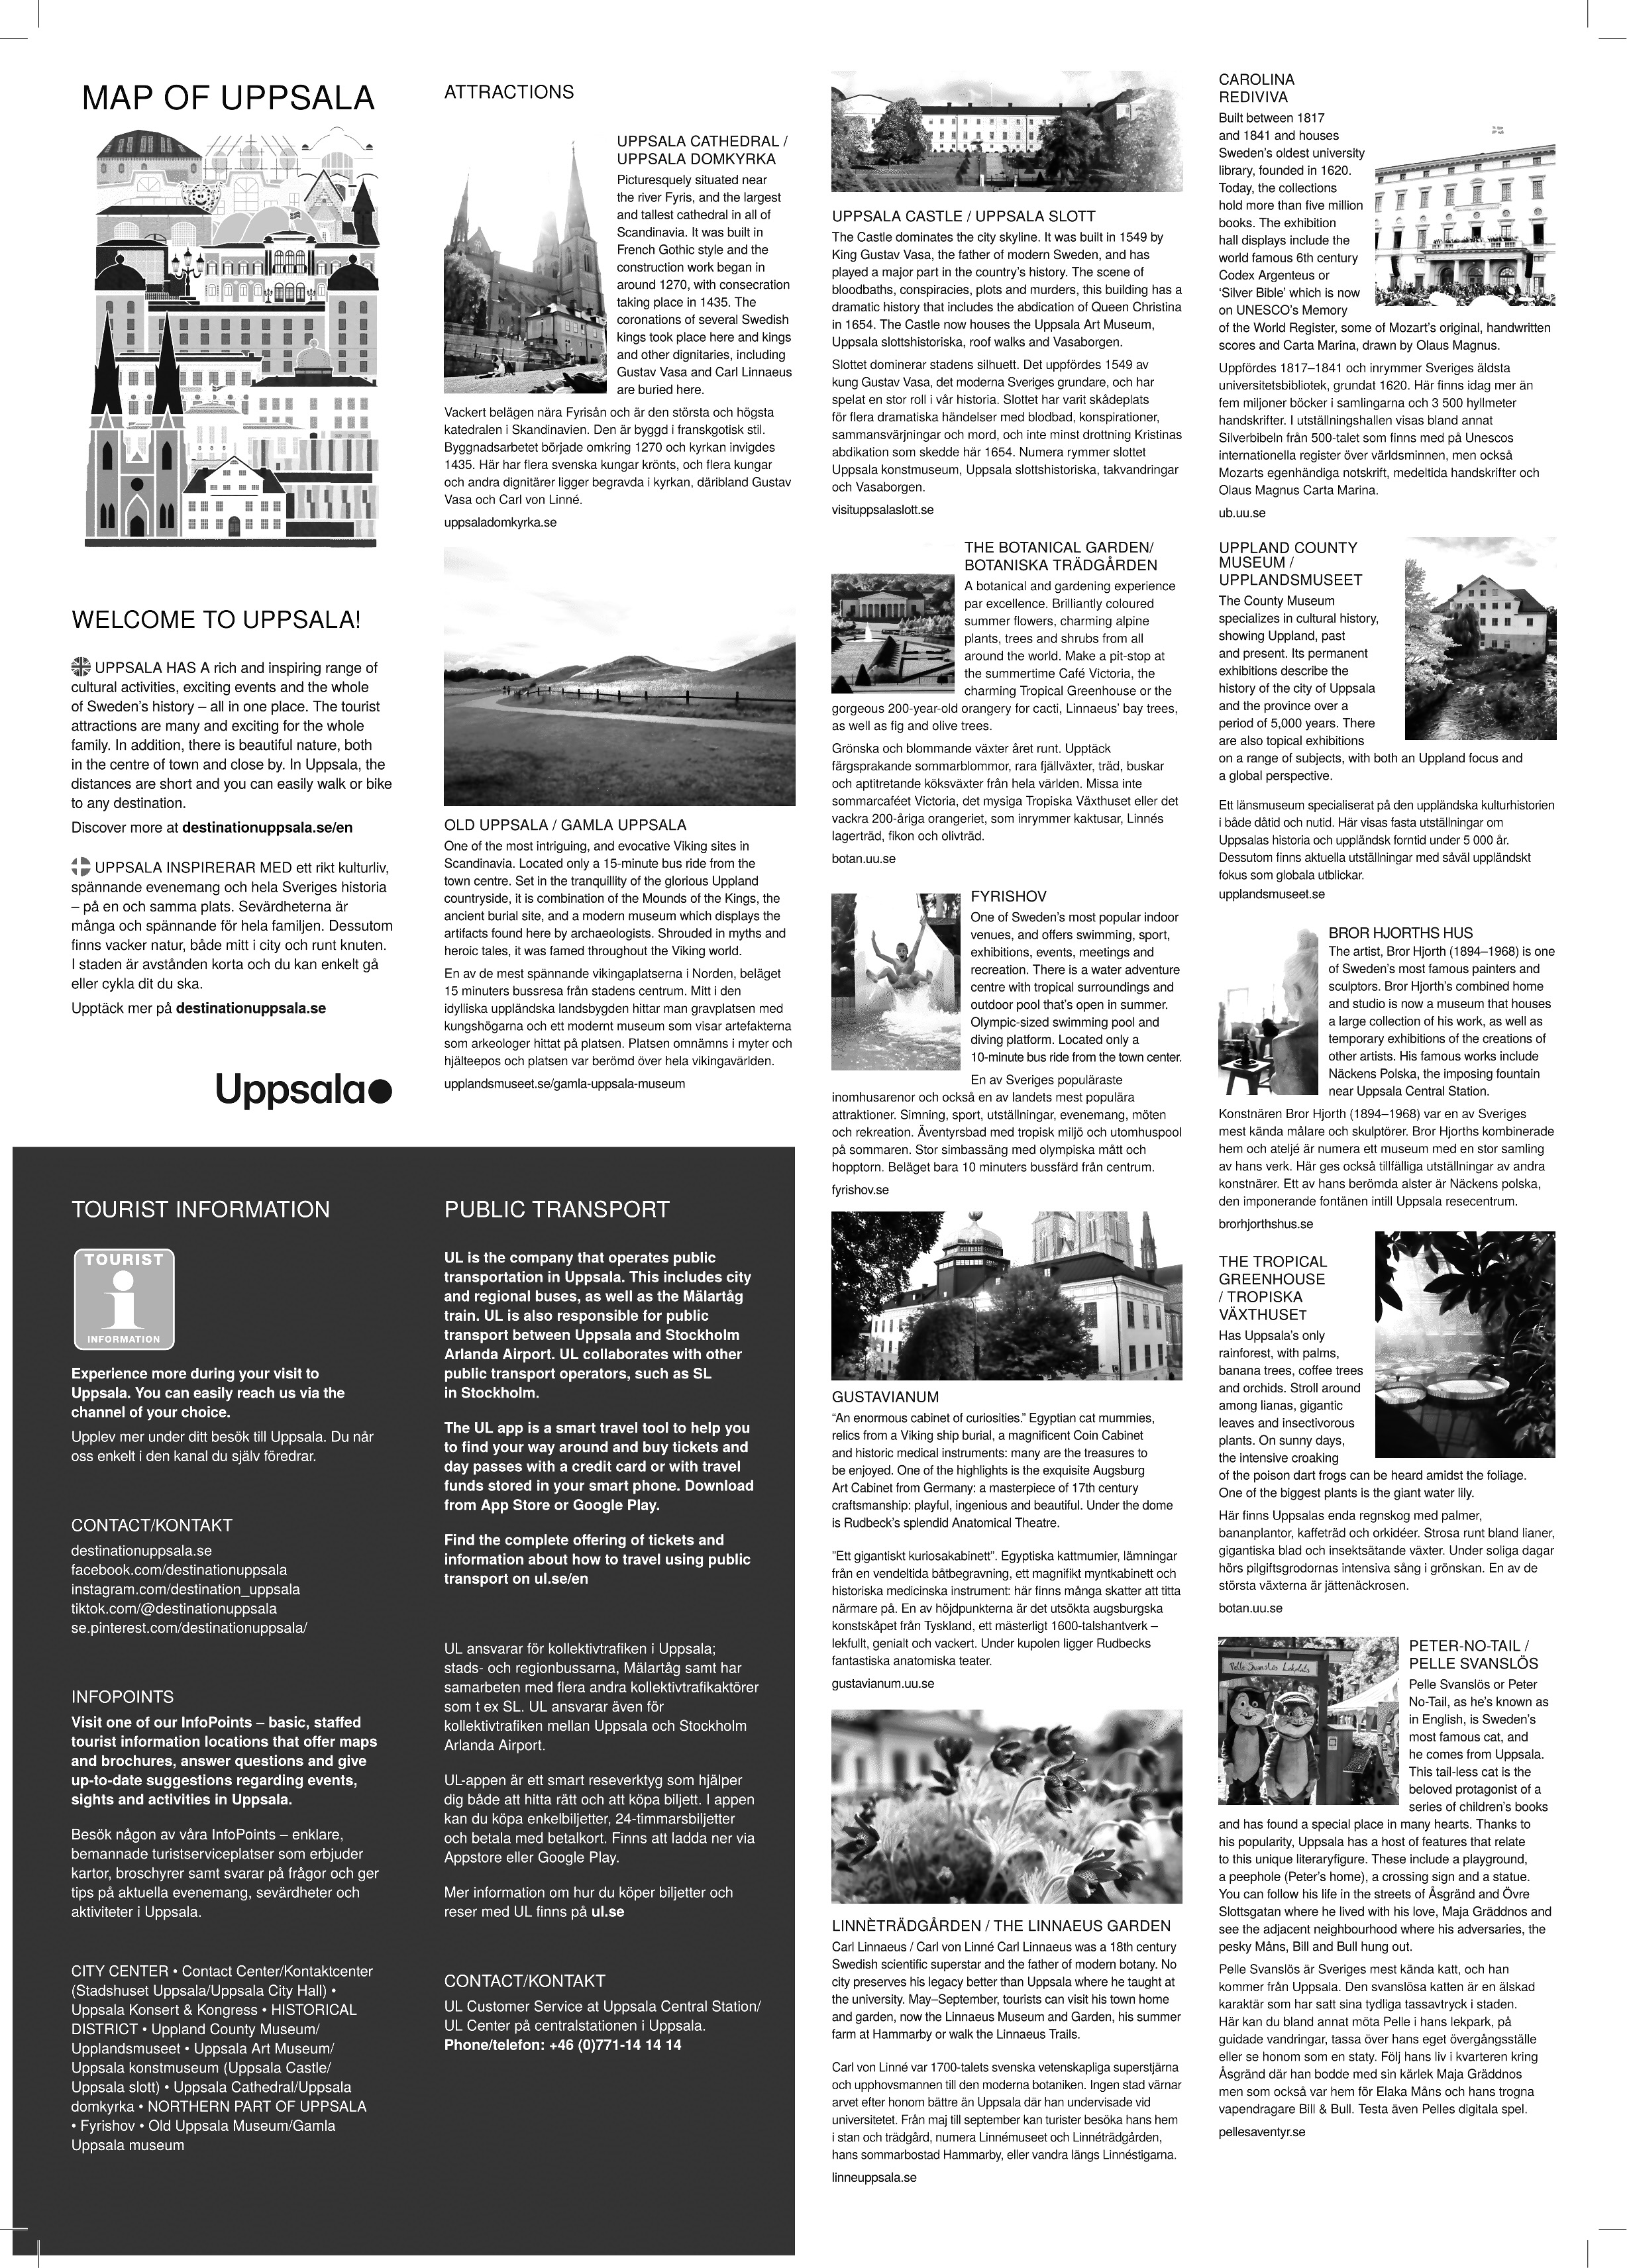 MAP OF UPPSALA
WELCOME TO UPPSALA!
UPPSALA HAS A rich and inspiring range of
cultural activities, exciting events and the whole
of Sweden's history – all in one place. The tourist
attractions are many and exciting for the whole
family. In addition, there is beautiful nature, both
in the centre of town and close by. In Uppsala, the
distances are short and you can easily walk or bike
to any destination.
Discover more at destinationuppsala.se/en
UPPSALA INSPIRERAR MED ett rikt kulturliv,
spännande evenemang och hela Sveriges historia
– på en och samma plats. Sevärdheterna är
många och spännande för hela familjen. Dessutom
finns vacker natur, både mitt i city och runt knuten.
I staden är avstånden korta och du kan enkelt gå
eller cykla dit du ska.
Upptäck mer på destinationuppsala.se
Uppsala
TOURIST INFORMATION
TOURIST
i
INFORMATION
Experience more during your visit to
Uppsala. You can easily reach us via the
channel of your choice.
Upplev mer under ditt besök till Uppsala. Du når
oss enkelt i den kanal du själv föredrar.
CONTACT/KONTAKT
destinationuppsala.se
facebook.com/destinationuppsala
instagram.com/destination_uppsala
tiktok.com/@destinationuppsala
se.pinterest.com/destinationuppsala/
INFOPOINTS
Visit one of our InfoPoints – basic, staffed
tourist information locations that offer maps
and brochures, answer questions and give
up-to-date suggestions regarding events,
sights and activities in Uppsala.
Besök någon av våra InfoPoints – enklare,
bemannade turistserviceplatser som erbjuder
kartor, broschyrer samt svarar på frågor och ger
tips på aktuella evenemang, sevärdheter och
aktiviteter i Uppsala.
CITY CENTER • Contact Center/Kontaktcenter
(Stadshuset Uppsala/Uppsala City Hall) •
Uppsala Konsert & Kongress • HISTORICAL
DISTRICT • Uppland County Museum/
Upplandsmuseet • Uppsala Art Museum/
Uppsala konstmuseum (Uppsala Castle/
Uppsala slott) • Uppsala Cathedral/Uppsala
domkyrka • NORTHERN PART OF UPPSALA
• Fyrishov • Old Uppsala Museum/Gamla
Uppsala museum
ATTRACTIONS
UPPSALA CATHEDRAL /
UPPSALA DOMKYRKA
Picturesquely situated near
the river Fyris, and the largest
and tallest cathedral in all of
Scandinavia. It was built in
French Gothic style and the
construction work began in
around 1270, with consecration
taking place in 1435. The
coronations of several Swedish
kings took place here and kings
and other dignitaries, including
Gustav Vasa and Carl Linnaeus
are buried here.
Vackert belägen nära Fyrisån och är den största och högsta
katedralen i Skandinavien. Den är byggd i franskgotisk stil.
Byggnadsarbetet började omkring 1270 och kyrkan invigdes
1435. Här har flera svenska kungar krönts, och flera kungar
och andra dignitärer ligger begravda i kyrkan, däribland Gustav
Vasa och Carl von Linné.
uppsaladomkyrka.se
OLD UPPSALA / GAMLA UPPSALA
One of the most intriguing, and evocative Viking sites in
Scandinavia. Located only a 15-minute bus ride from the
town centre. Set in the tranquillity of the glorious Uppland
countryside, it is combination of the Mounds of the Kings, the
ancient burial site, and a modern museum which displays the
artifacts found here by archaeologists. Shrouded in myths and
heroic tales, it was famed throughout the Viking world.
En av de mest spännande vikingaplatserna i Norden, beläget
15 minuters bussresa från stadens centrum. Mitt i den
idylliska uppländska landsbygden hittar man gravplatsen med
kungshögarna och ett modernt museum som visar artefakterna
som arkeologer hittat på platsen. Platsen omnämns i myter och
hjälteepos och platsen var berömd över hela vikingavärlden.
upplandsmuseet.se/gamla-uppsala-museum
PUBLIC TRANSPORT
UL is the company that operates public
transportation in Uppsala. This includes city
and regional buses, as well as the Mälartåg
train. UL is also responsible for public
transport between Uppsala and Stockholm
Arlanda Airport. UL collaborates with other
public transport operators, such as SL
in Stockholm.
The UL app is a smart travel tool to help you
to find your way around and buy tickets and
day passes with a credit card or with travel
funds stored in your smart phone. Download
from App Store or Google Play.
Find the complete offering of tickets and
information about how to travel using public
transport on ul.se/en
UL ansvarar för kollektivtrafiken i Uppsala;
stads- och regionbussarna, Mälartåg samt har
samarbeten med flera andra kollektivtrafikaktörer
som t ex SL. UL ansvarar även för
kollektivtrafiken mellan Uppsala och Stockholm
Arlanda Airport.
UL-appen är ett smart reseverktyg som hjälper
dig både att hitta rätt och att köpa biljett. I appen
kan du köpa enkelbiljetter, 24-timmarsbiljetter
och betala med betalkort. Finns att ladda ner via
Appstore eller Google Play.
Mer information om hur du köper biljetter och
reser med UL finns på ul.se
CONTACT/KONTAKT
UL Customer Service at Uppsala Central Station/
UL Center på centralstationen i Uppsala.
Phone/telefon: +46 (0)771-14 14 14
UPPSALA CASTLE / UPPSALA SLOTT
The Castle dominates the city skyline. It was built in 1549 by
King Gustav Vasa, the father of modern Sweden, and has
played a major part in the country's history. The scene of
bloodbaths, conspiracies, plots and murders, this building has a
dramatic history that includes the abdication of Queen Christina
in 1654. The Castle now houses the Uppsala Art Museum,
Uppsala slottshistoriska, roof walks and Vasaborgen.
Slottet dominerar stadens silhuett. Det uppfördes 1549 av
kung Gustav Vasa, det moderna Sveriges grundare, och har
spelat en stor roll i vår historia. Slottet har varit skådeplats
för flera dramatiska händelser med blodbad, konspirationer,
sammansvärjningar och mord, och inte minst drottning Kristinas
abdikation som skedde här 1654. Numera rymmer slottet
Uppsala konstmuseum, Uppsala slottshistoriska, takvandringar
och Vasaborgen.
visituppsalaslott.se
THE BOTANICAL GARDEN/
BOTANISKA TRÄDGÅRDEN
A botanical and gardening experience
par excellence. Brilliantly coloured
summer flowers, charming alpine
plants, trees and shrubs from all
around the world. Make a pit-stop at
the summertime Café Victoria, the
charming Tropical Greenhouse or the
gorgeous 200-year-old orangery for cacti, Linnaeus' bay trees,
as well as fig and olive trees.
Grönska och blommande växter året runt. Upptäck
färgsprakande sommarblommor, rara fjällväxter, träd, buskar
och aptitretande köksväxter från hela världen. Missa inte
sommarcaféet Victoria, det mysiga Tropiska Växthuset eller det
vackra 200-åriga orangeriet, som inrymmer kaktusar, Linnés
lagerträd, fikon och olivträd.
botan.uu.se
FYRISHOV
One of Sweden's most popular indoor
venues, and offers swimming, sport,
exhibitions, events, meetings and
recreation. There is a water adventure
centre with tropical surroundings and
outdoor pool that's open in summer.
Olympic-sized swimming pool and
diving platform. Located only a
10-minute bus ride from the town center.
En av Sveriges populäraste
inomhusarenor och också en av landets mest populära
attraktioner. Simning, sport, utställningar, evenemang, möten
och rekreation. Äventyrsbad med tropisk miljö och utomhuspool
på sommaren. Stor simbassäng med olympiska mått och
hopptorn. Beläget bara 10 minuters bussfärd från centrum.
fyrishov.se
GUSTAVIANUM
“An enormous cabinet of curiosities.” Egyptian cat mummies,
relics from a Viking ship burial, a magnificent Coin Cabinet
and historic medical instruments: many are the treasures to
be enjoyed. One of the highlights is the exquisite Augsburg
Art Cabinet from Germany: a masterpiece of 17th century
craftsmanship: playful, ingenious and beautiful. Under the dome
is Rudbeck's splendid Anatomical Theatre.
”Ett gigantiskt kuriosakabinett”. Egyptiska kattmumier, lämningar
från en vendeltida båtbegravning, ett magnifikt myntkabinett och
historiska medicinska instrument: här finns många skatter att titta
närmare på. En av höjdpunkterna är det utsökta augsburgska
konstskåpet från Tyskland, ett mästerligt 1600-talshantverk –
lekfullt, genialt och vackert. Under kupolen ligger Rudbecks
fantastiska anatomiska teater.
gustavianum.uu.se
LINNÈTRÄDGÅRDEN / THE LINNAEUS GARDEN
Carl Linnaeus / Carl von Linné Carl Linnaeus was a 18th century
Swedish scientific superstar and the father of modern botany. No
city preserves his legacy better than Uppsala where he taught at
the university. May–September, tourists can visit his town home
and garden, now the Linnaeus Museum and Garden, his summer
farm at Hammarby or walk the Linnaeus Trails.
Carl von Linné var 1700-talets svenska vetenskapliga superstjärna
och upphovsmannen till den moderna botaniken. Ingen stad värnar
arvet efter honom bättre än Uppsala där han undervisade vid
universitetet. Från maj till september kan turister besöka hans hem
i stan och trädgård, numera Linnémuseet och Linnéträdgården,
hans sommarbostad Hammarby, eller vandra längs Linnéstigarna.
linneuppsala.se
CAROLINA
REDIVIVA
Built between 1817
and 1841 and houses
Sweden's oldest university
library, founded in 1620.
Today, the collections
hold more than five million
books. The exhibition
hall displays include the
world famous 6th century
Codex Argenteus or
‘Silver Bible’ which is now
on UNESCO's Memory
of the World Register, some of Mozart's original, handwritten
scores and Carta Marina, drawn by Olaus Magnus.
Uppfördes 1817–1841 och inrymmer Sveriges äldsta
universitetsbibliotek, grundat 1620. Här finns idag mer än
fem miljoner böcker i samlingarna och 3 500 hyllmeter
handskrifter. I utställningshallen visas bland annat
Silverbibeln från 500-talet som finns med på Unescos
internationella register över världsminnen, men också
Mozarts egenhändiga notskrift, medeltida handskrifter och
Olaus Magnus Carta Marina.
ub.uu.se
UPPLAND COUNTY
MUSEUM /
UPPLANDSMUSEET
The County Museum
specializes in cultural history,
showing Uppland, past
and present. Its permanent
exhibitions describe the
history of the city of Uppsala
and the province over a
period of 5,000 years. There
are also topical exhibitions
on a range of subjects, with both an Uppland focus and
a global perspective.
Ett länsmuseum specialiserat på den uppländska kulturhistorien
i både dåtid och nutid. Här visas fasta utställningar om
Uppsalas historia och uppländsk forntid under 5 000 år.
Dessutom finns aktuella utställningar med såväl uppländskt
fokus som globala utblickar.
upplandsmuseet.se
BROR HJORTHS HUS
The artist, Bror Hjorth (1894–1968) is one
of Sweden's most famous painters and
sculptors. Bror Hjorth's combined home
and studio is now a museum that houses
a large collection of his work, as well as
temporary exhibitions of the creations of
other artists. His famous works include
Näckens Polska, the imposing fountain
near Uppsala Central Station.
Konstnären Bror Hjorth (1894–1968) var en av Sveriges
mest kända målare och skulptörer. Bror Hjorths kombinerade
hem och ateljé är numera ett museum med en stor samling
av hans verk. Här ges också tillfälliga utställningar av andra
konstnärer. Ett av hans berömda alster är Näckens polska,
den imponerande fontänen intill Uppsala resecentrum.
brorhjorthshus.se
THE TROPICAL
GREENHOUSE
/ TROPISKA
VÄXTHUSET
Has Uppsala's only
rainforest, with palms,
banana trees, coffee trees
and orchids. Stroll around
among lianas, gigantic
leaves and insectivorous
plants. On sunny days,
the intensive croaking
of the poison dart frogs can be heard amidst the foliage.
One of the biggest plants is the giant water lily.
Här finns Uppsalas enda regnskog med palmer,
bananplantor, kaffeträd och orkidéer. Strosa runt bland lianer,
gigantiska blad och insektsätande växter. Under soliga dagar
hörs pilgiftsgrodornas intensiva sång i grönskan. En av de
största växterna är jättenäckrosen.
botan.uu.se
Pelle Svanslös Lekplats
PETER-NO-TAIL /
PELLE SVANSLÖS
Pelle Svanslös or Peter
No-Tail, as he's known as
in English, is Sweden's
most famous cat, and
he comes from Uppsala.
This tail-less cat is the
beloved protagonist of a
series of children's books
and has found a special place in many hearts. Thanks to
his popularity, Uppsala has a host of features that relate
to this unique literaryfigure. These include a playground,
a peephole (Peter's home), a crossing sign and a statue.
You can follow his life in the streets of Åsgränd and Övre
Slottsgatan where he lived with his love, Maja Gräddnos and
see the adjacent neighbourhood where his adversaries, the
pesky Måns, Bill and Bull hung out.
Pelle Svanslös är Sveriges mest kända katt, och han
kommer från Uppsala. Den svanslösa katten är en älskad
karaktär som har satt sina tydliga tassavtryck i staden.
Här kan du bland annat möta Pelle i hans lekpark, på
guidade vandringar, tassa över hans eget övergångsställe
eller se honom som en staty. Följ hans liv i kvarteren kring
Åsgränd där han bodde med sin kärlek Maja Gräddnos
men som också var hem för Elaka Måns och hans trogna
vapendragare Bill & Bull. Testa även Pelles digitala spel.
pellesaventyr.se